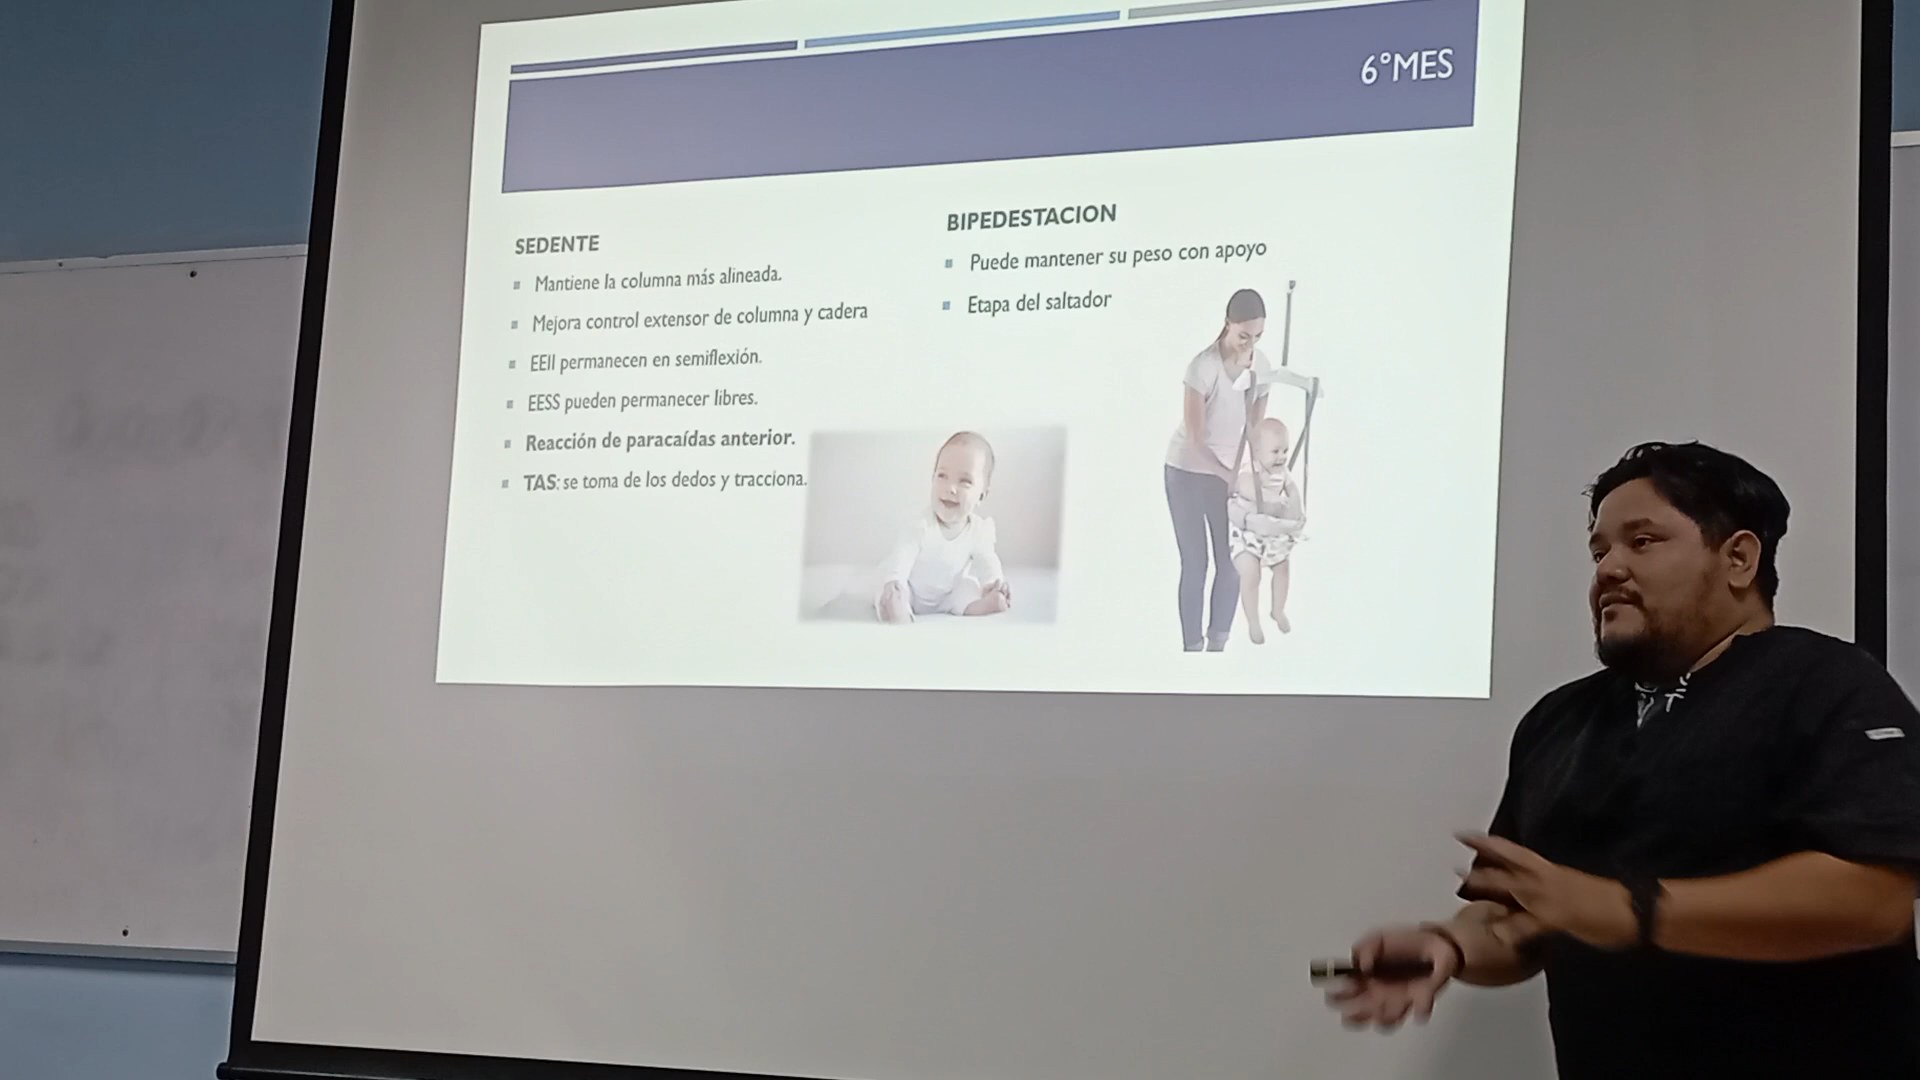 6°MES
SEDENTE
Mantiene la columna más alineada.
Mejora control extensor de columna y cadera
EEII permanecen en semiflexión.
EESS pueden permanecer libres.
Reacción de paracaídas anterior.
TAS: se toma de los dedos y tracciona.
BIPEDESTACION
Puede mantener su peso con apoyo
Etapa del saltador